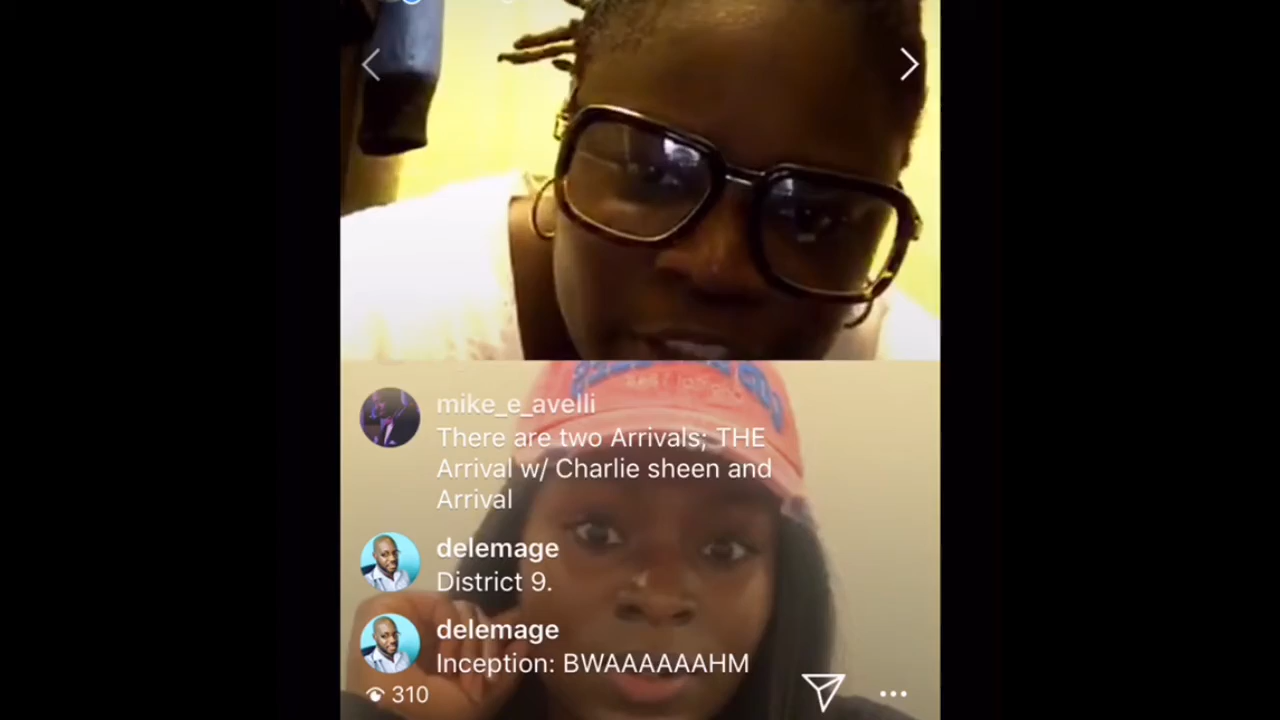 mike_e_avelli
There are two Arrivals; THE
Arrival w/ Charlie sheen and
Arrival
delemage
District 9.
delemage
Inception: BWAAAAAAHM
310